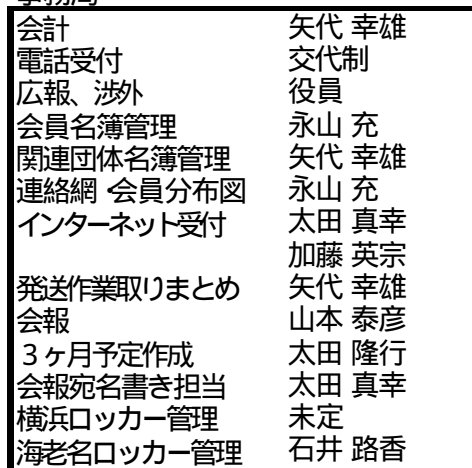 会計 矢代 幸雄
電話受付 交代制
広報、渉外 役員
会員名簿管理 永山 充
関連団体名簿管理 矢代 幸雄
連絡網・会員分布図 永山 充
インターネット受付 太田 真幸
加藤 英宗
発送作業取りまとめ 矢代 幸雄
会報 山本 泰彦
３ヶ月予定作成 太田 隆行
会報宛名書き担当 太田 真幸
横浜ロッカー管理 未定
海老名ロッカー管理 石井 路香